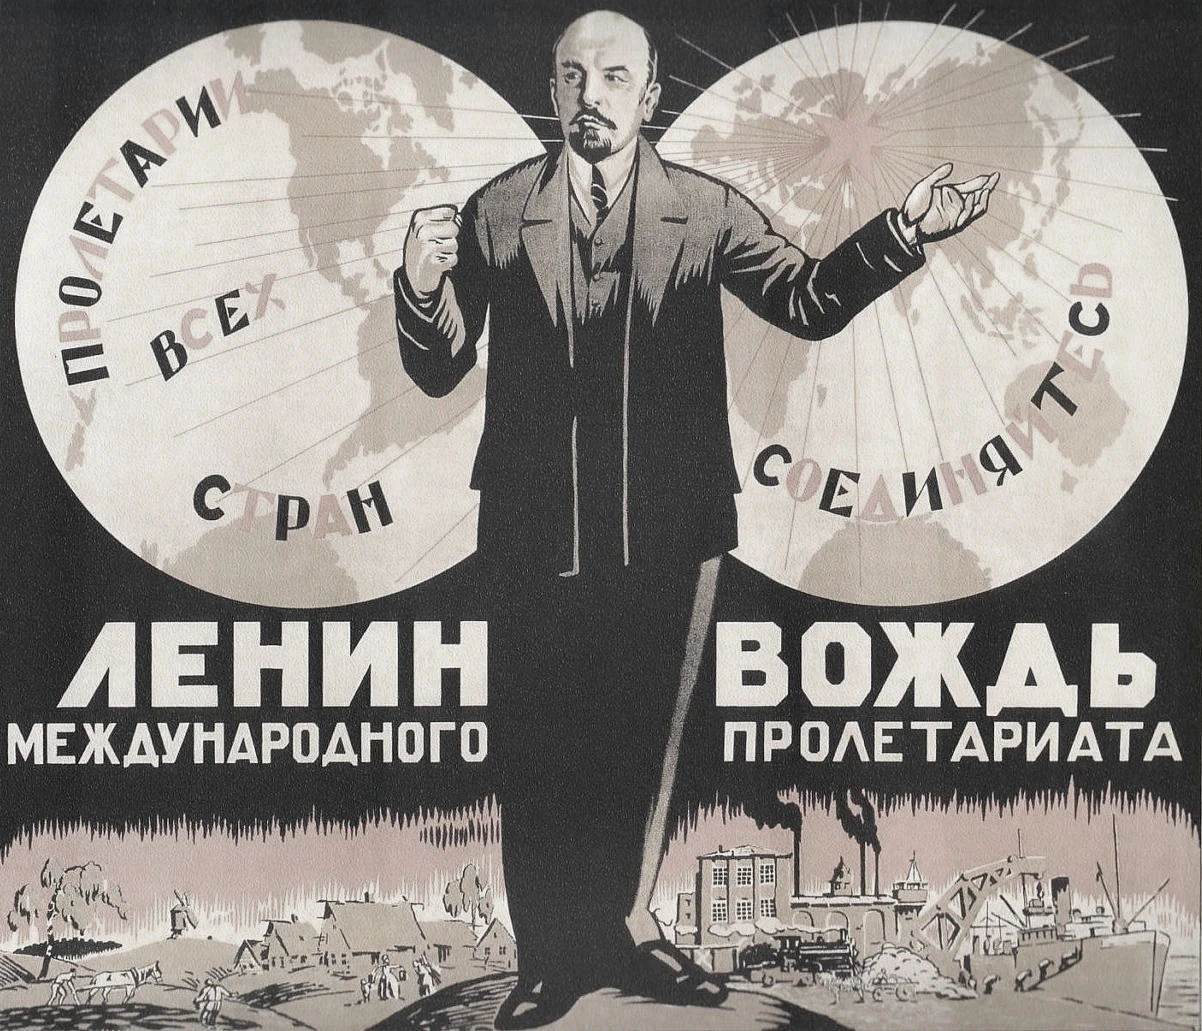 ПРОЛЕТАРИИ
ВСЕХ
СТРАН
СОЕДИНЯЙТЕСЬ
ЛЕНИН ВОЖДЬ
МЕЖДУНАРОДНОГО ПРОЛЕТАРИАТА